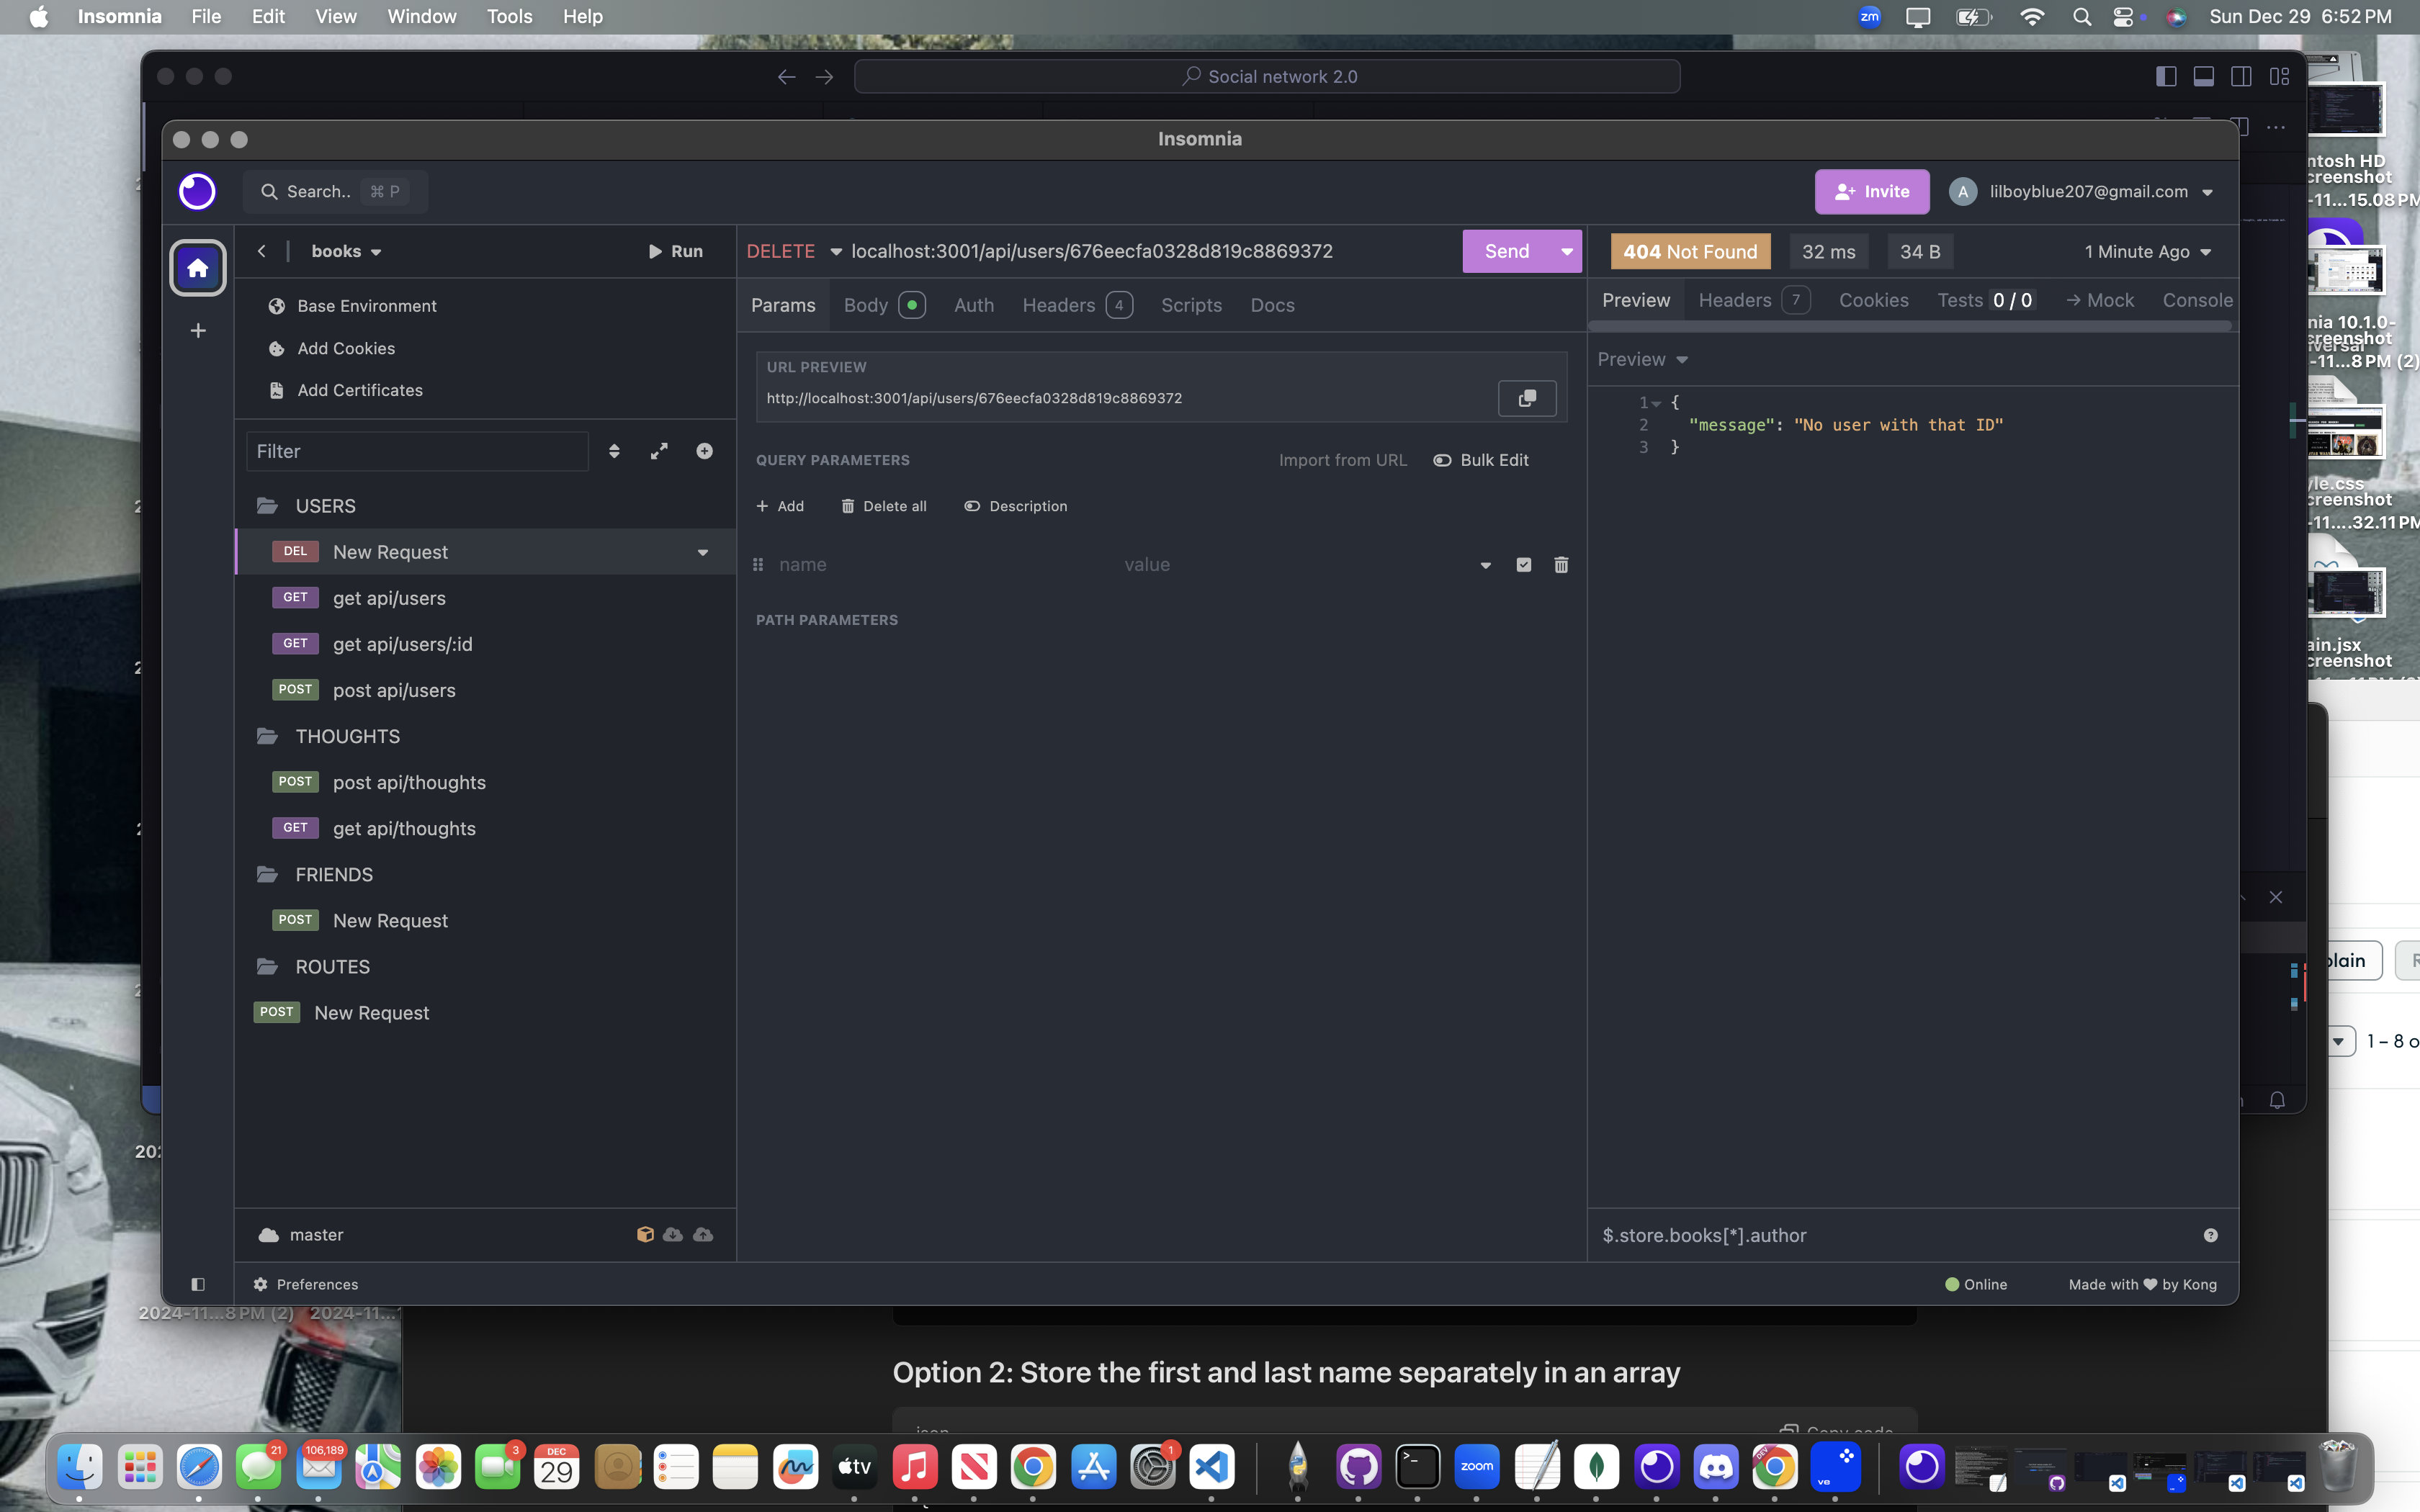 Insomnia File Edit View Window Tools Help
zm
Sun Dec 29 6:52 PM
Social network 2.0
Insomnia
Search.. ⌘ P
Invite
A lilboyblue207@gmail.com
books
Run
DELETE localhost:3001/api/users/676eecfa0328d819c8869372
Send
404 Not Found 32 ms 34 B 1 Minute Ago
Base Environment
Add Cookies
Add Certificates
Filter
USERS
DEL New Request
GET get api/users
GET get api/users/:id
POST post api/users
THOUGHTS
POST post api/thoughts
GET get api/thoughts
FRIENDS
POST New Request
ROUTES
POST New Request
master
Preferences
Params Body Auth Headers 4 Scripts Docs
URL PREVIEW
http://localhost:3001/api/users/676eecfa0328d819c8869372
QUERY PARAMETERS Import from URL Bulk Edit
+ Add Delete all Description
name value
PATH PARAMETERS
Preview Headers 7 Cookies Tests 0 / 0 → Mock Console
Preview
1 {
2 "message": "No user with that ID"
3 }
$.store.books[*].author
Online Made with ♥ by Kong
ntosh HD
creenshot
-11...15.08 PM
nia 10.1.0-
creenshot
-11...8 PM (2)
yle.css
creenshot
-11....32.11 PM
ain.jsx
creenshot
plain
1 – 8 o
2024-11...8 PM (2) 2024-11...
Option 2: Store the first and last name separately in an array
json Copy code
21
106,189
3
DEC
29
tv
1
zoom
DEV
ve